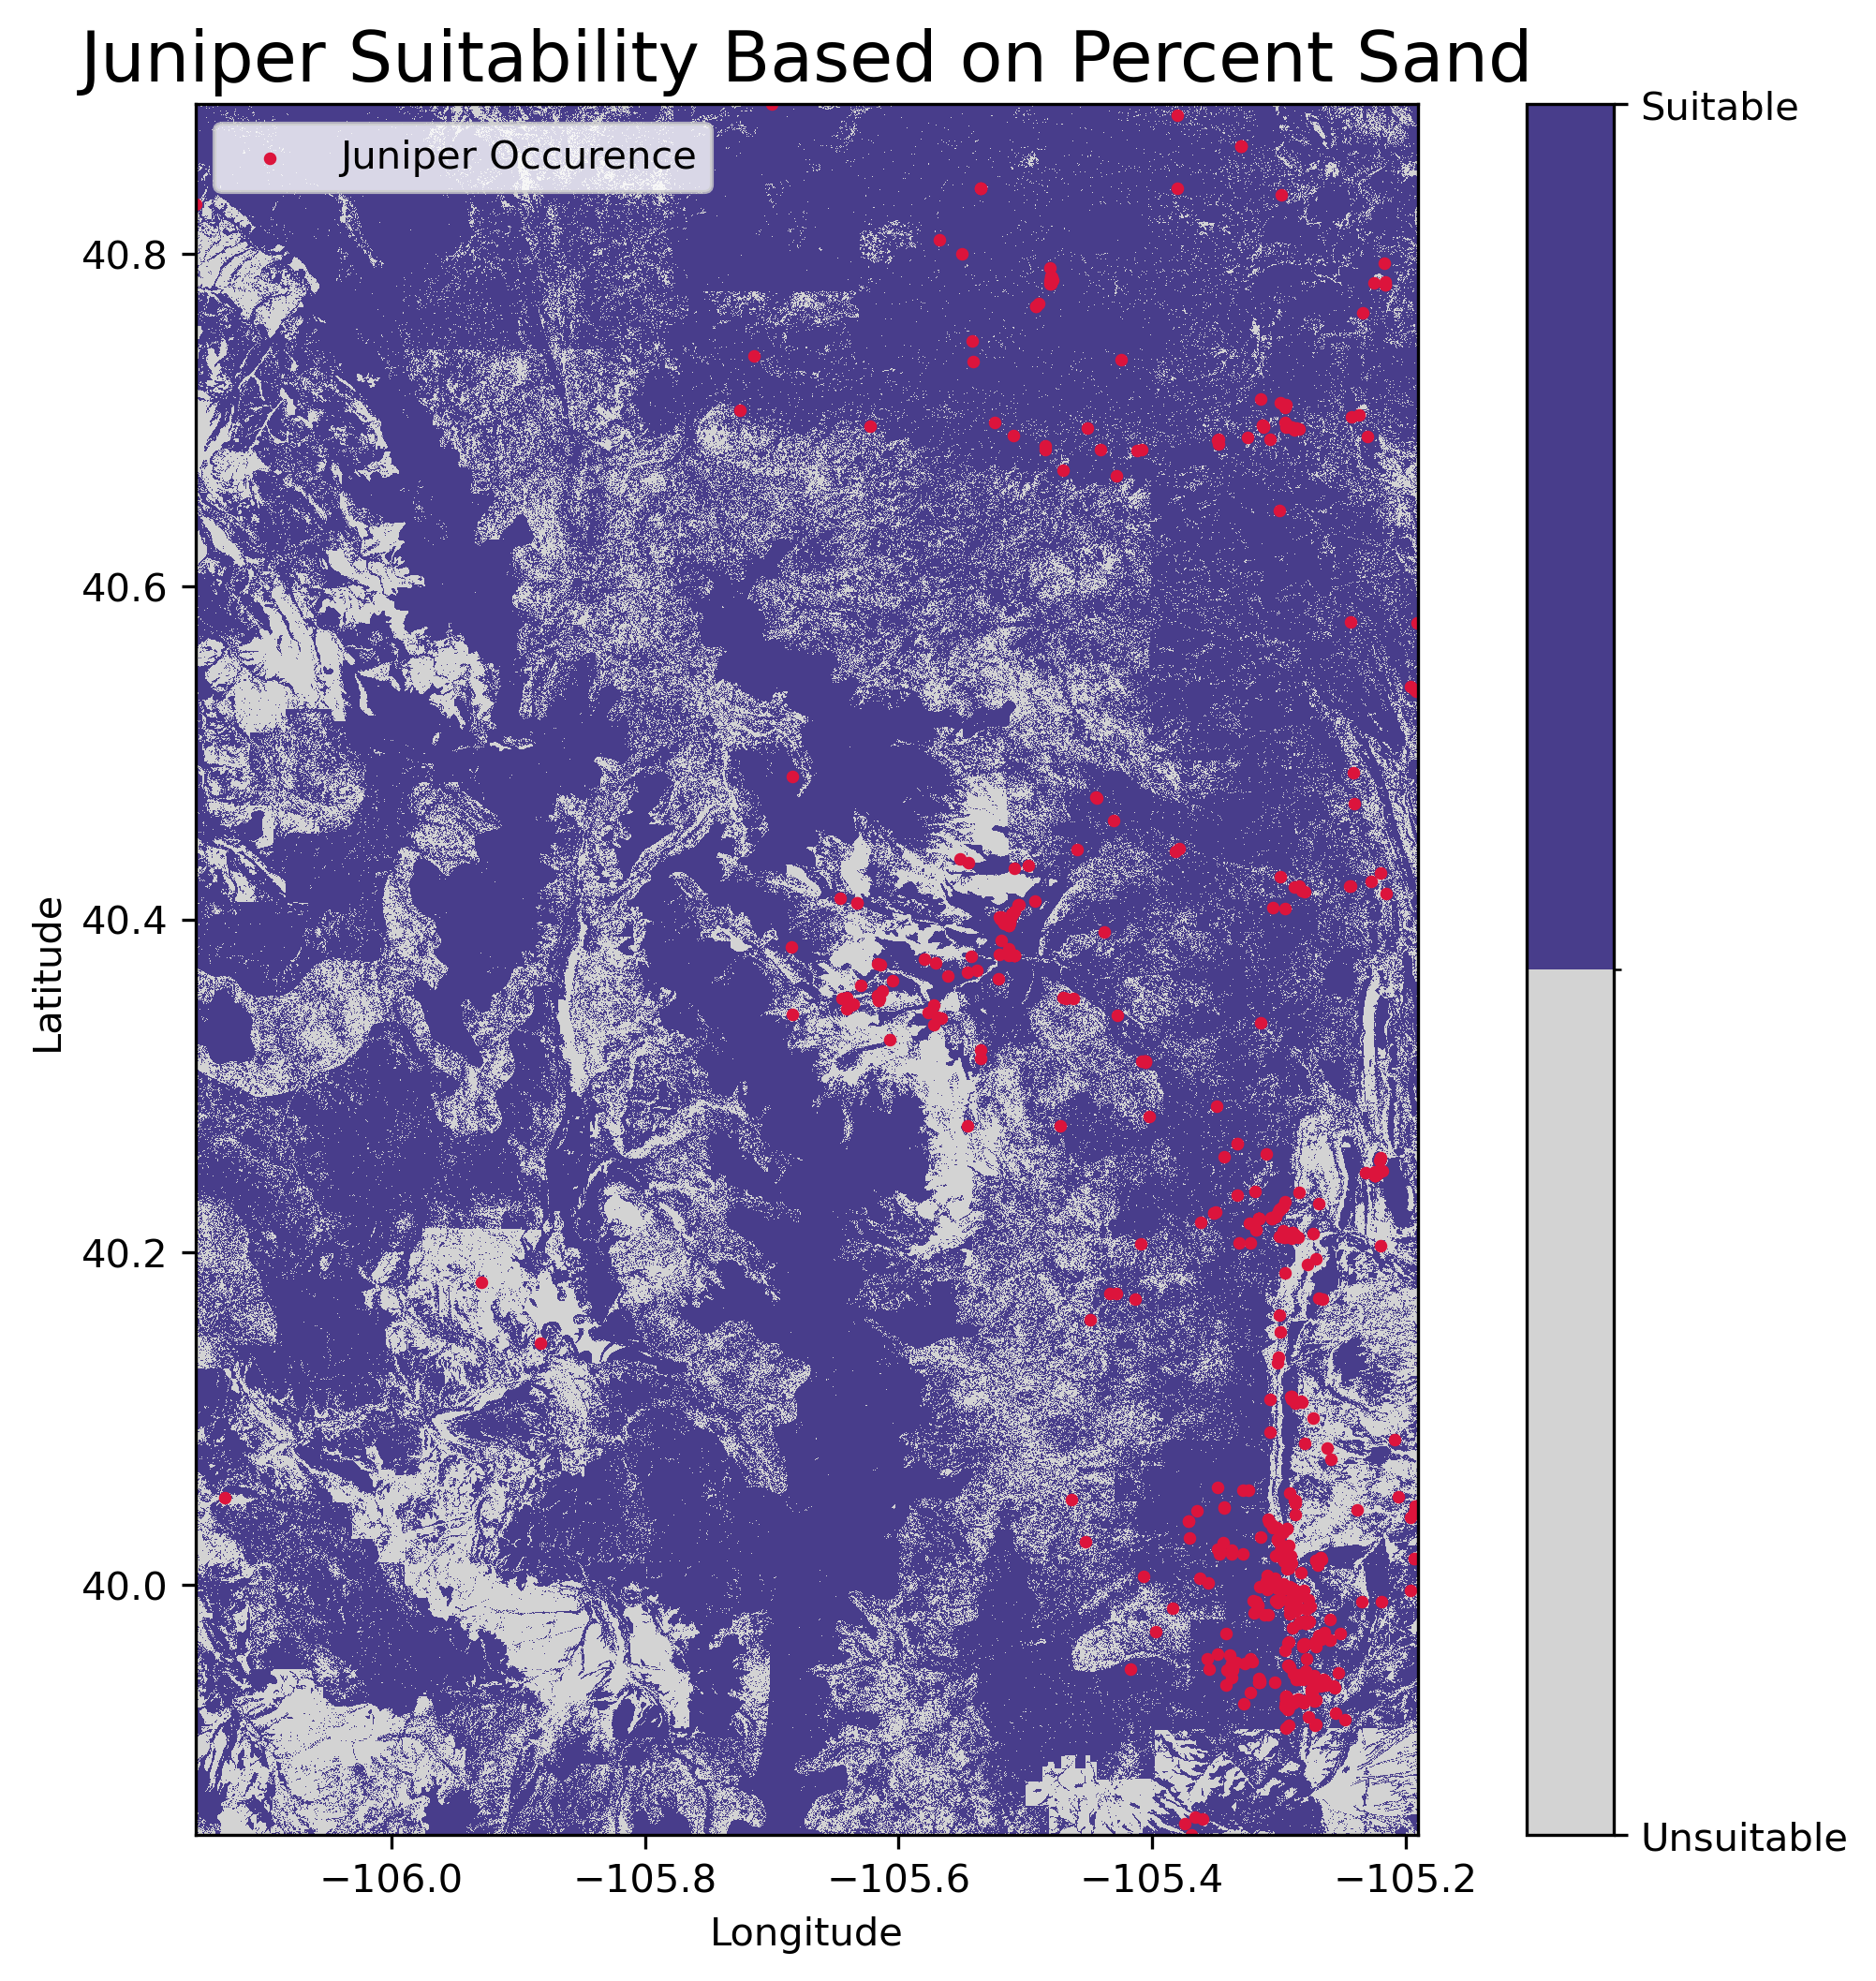 Juniper Suitability Based on Percent Sand
Juniper Occurence
Suitable
Unsuitable
Latitude
40.8
40.6
40.4
40.2
40.0
−106.0 −105.8 −105.6 −105.4 −105.2
Longitude